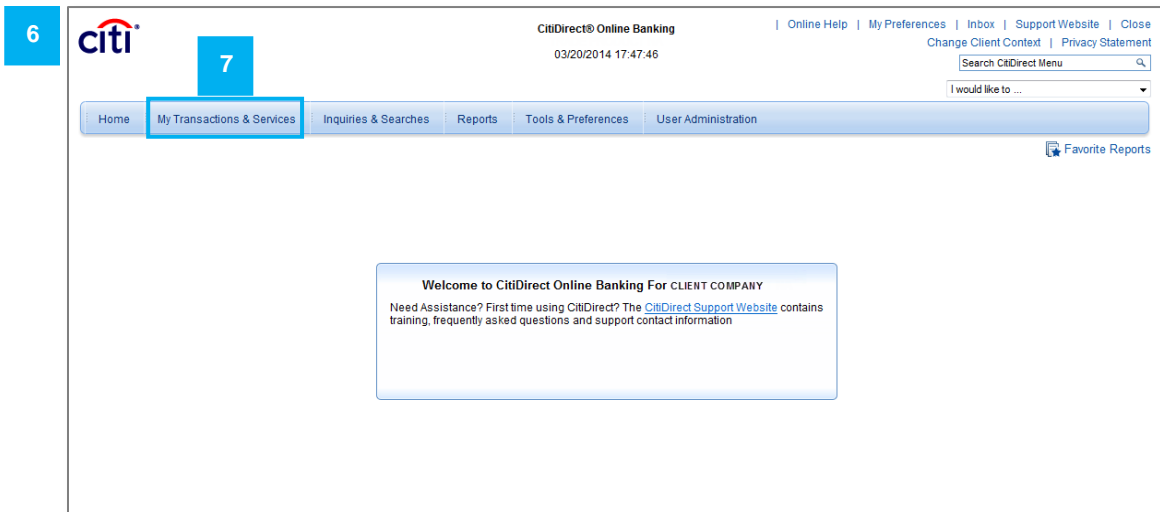 6
citi®
CitiDirect® Online Banking
03/20/2014 17:47:46
| Online Help | My Preferences | Inbox | Support Website | Close
Change Client Context | Privacy Statement
Search CitiDirect Menu
I would like to ...
7
Home My Transactions & Services Inquiries & Searches Reports Tools & Preferences User Administration
Favorite Reports
Welcome to CitiDirect Online Banking For CLIENT COMPANY
Need Assistance? First time using CitiDirect? The CitiDirect Support Website contains
training, frequently asked questions and support contact information